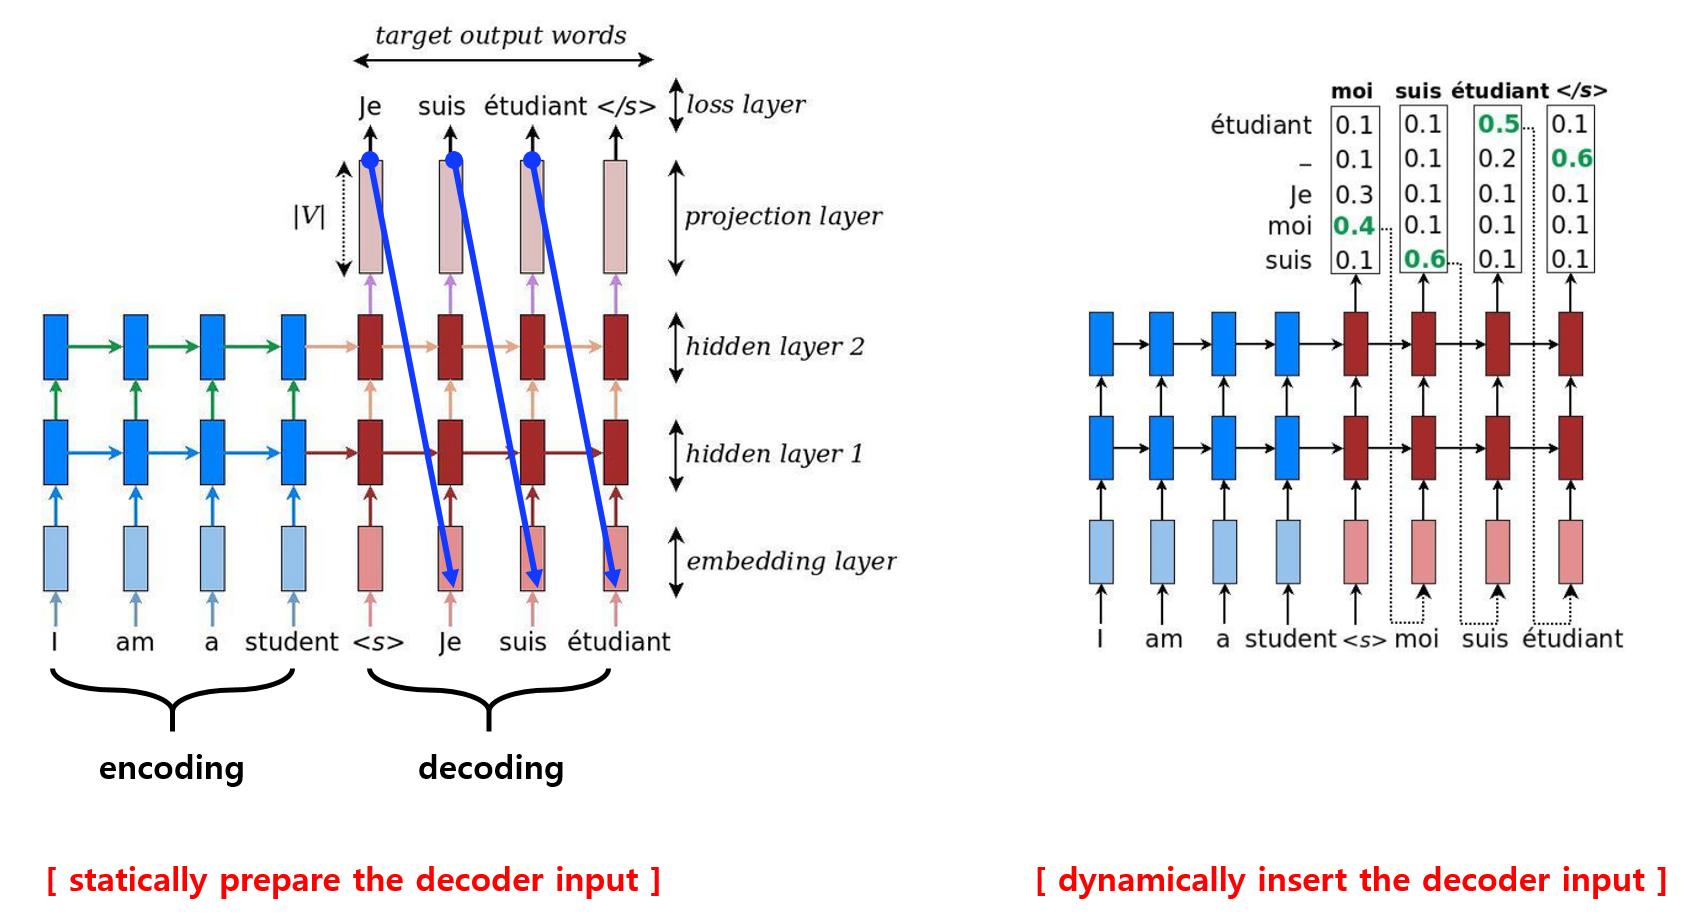 target output words
Je suis étudiant </s>
loss layer
|V|
projection layer
hidden layer 2
hidden layer 1
embedding layer
I am a student <s> Je suis étudiant
encoding decoding
[ statically prepare the decoder input ]
moi suis étudiant </s>
étudiant 0.1 0.1 0.5 0.1
– 0.1 0.1 0.2 0.6
Je 0.3 0.1 0.1 0.1
moi 0.4 0.1 0.1 0.1
suis 0.1 0.6 0.1 0.1
I am a student <s> moi suis étudiant
[ dynamically insert the decoder input ]